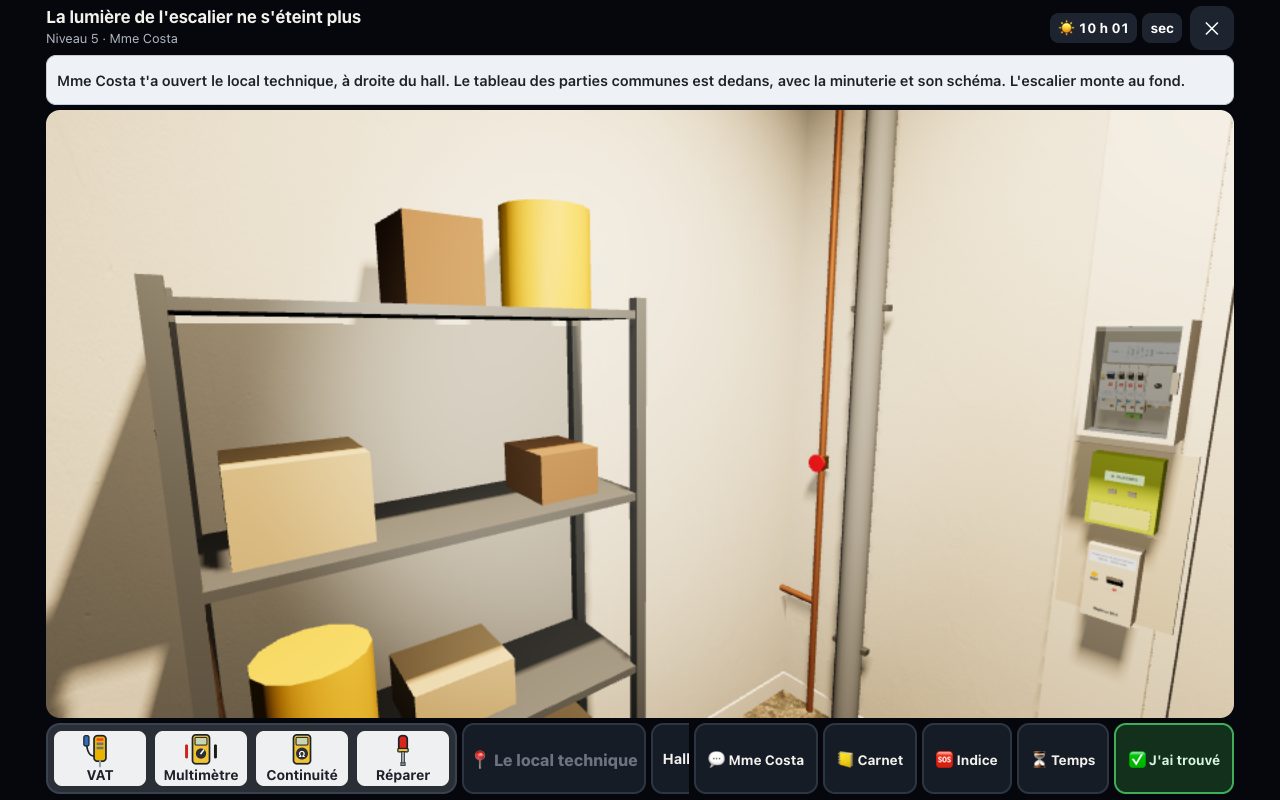 La lumière de l'escalier ne s'éteint plus
Niveau 5 · Mme Costa
10 h 01
sec
Mme Costa t'a ouvert le local technique, à droite du hall. Le tableau des parties communes est dedans, avec la minuterie et son schéma. L'escalier monte au fond.
VAT
Multimètre
Continuité
Réparer
Le local technique
Hall
Mme Costa
Carnet
SOS
Indice
Temps
J'ai trouvé